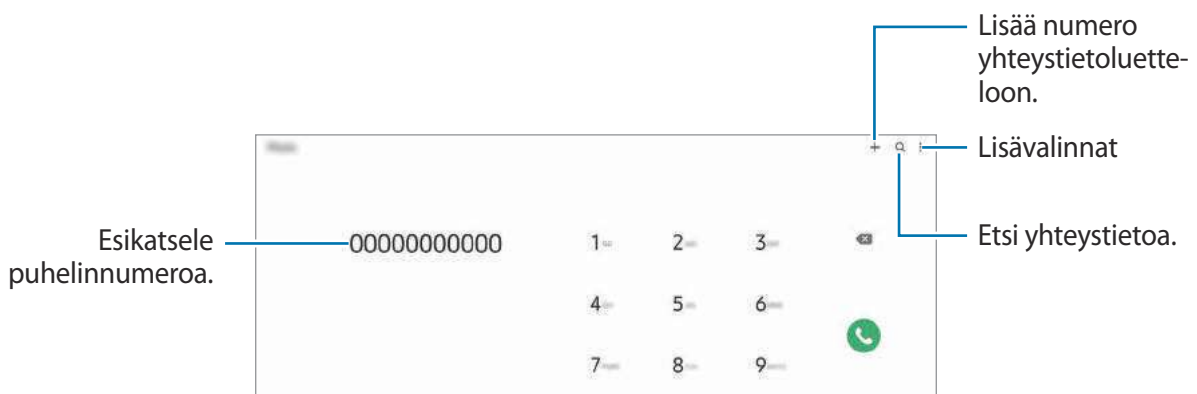 Lisää numero
yhteystietoluette-
loon.
Lisävalinnat
Esikatsele
puhelinnumeroa.
00000000000
1 2 3
Etsi yhteystietoa.
4 5 6
7 8 9